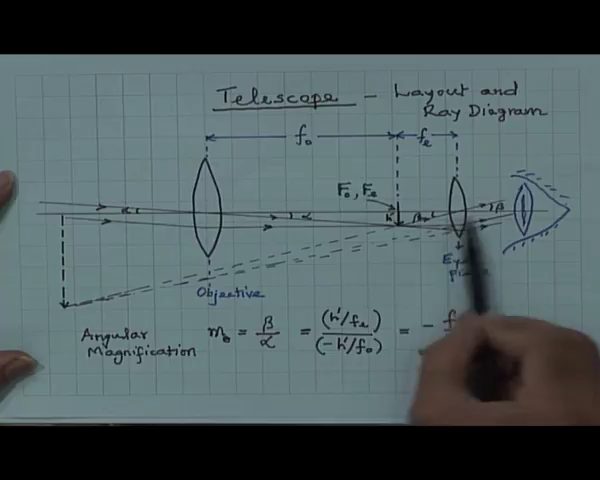 Telescope - Layout and
Ray Diagram
f₀ fₑ
F₀, Fₑ
α α h' β β
Objective
Angular
Magnification
m₀ = β/α = (h'/fₑ)/(-h'/f₀) = - f